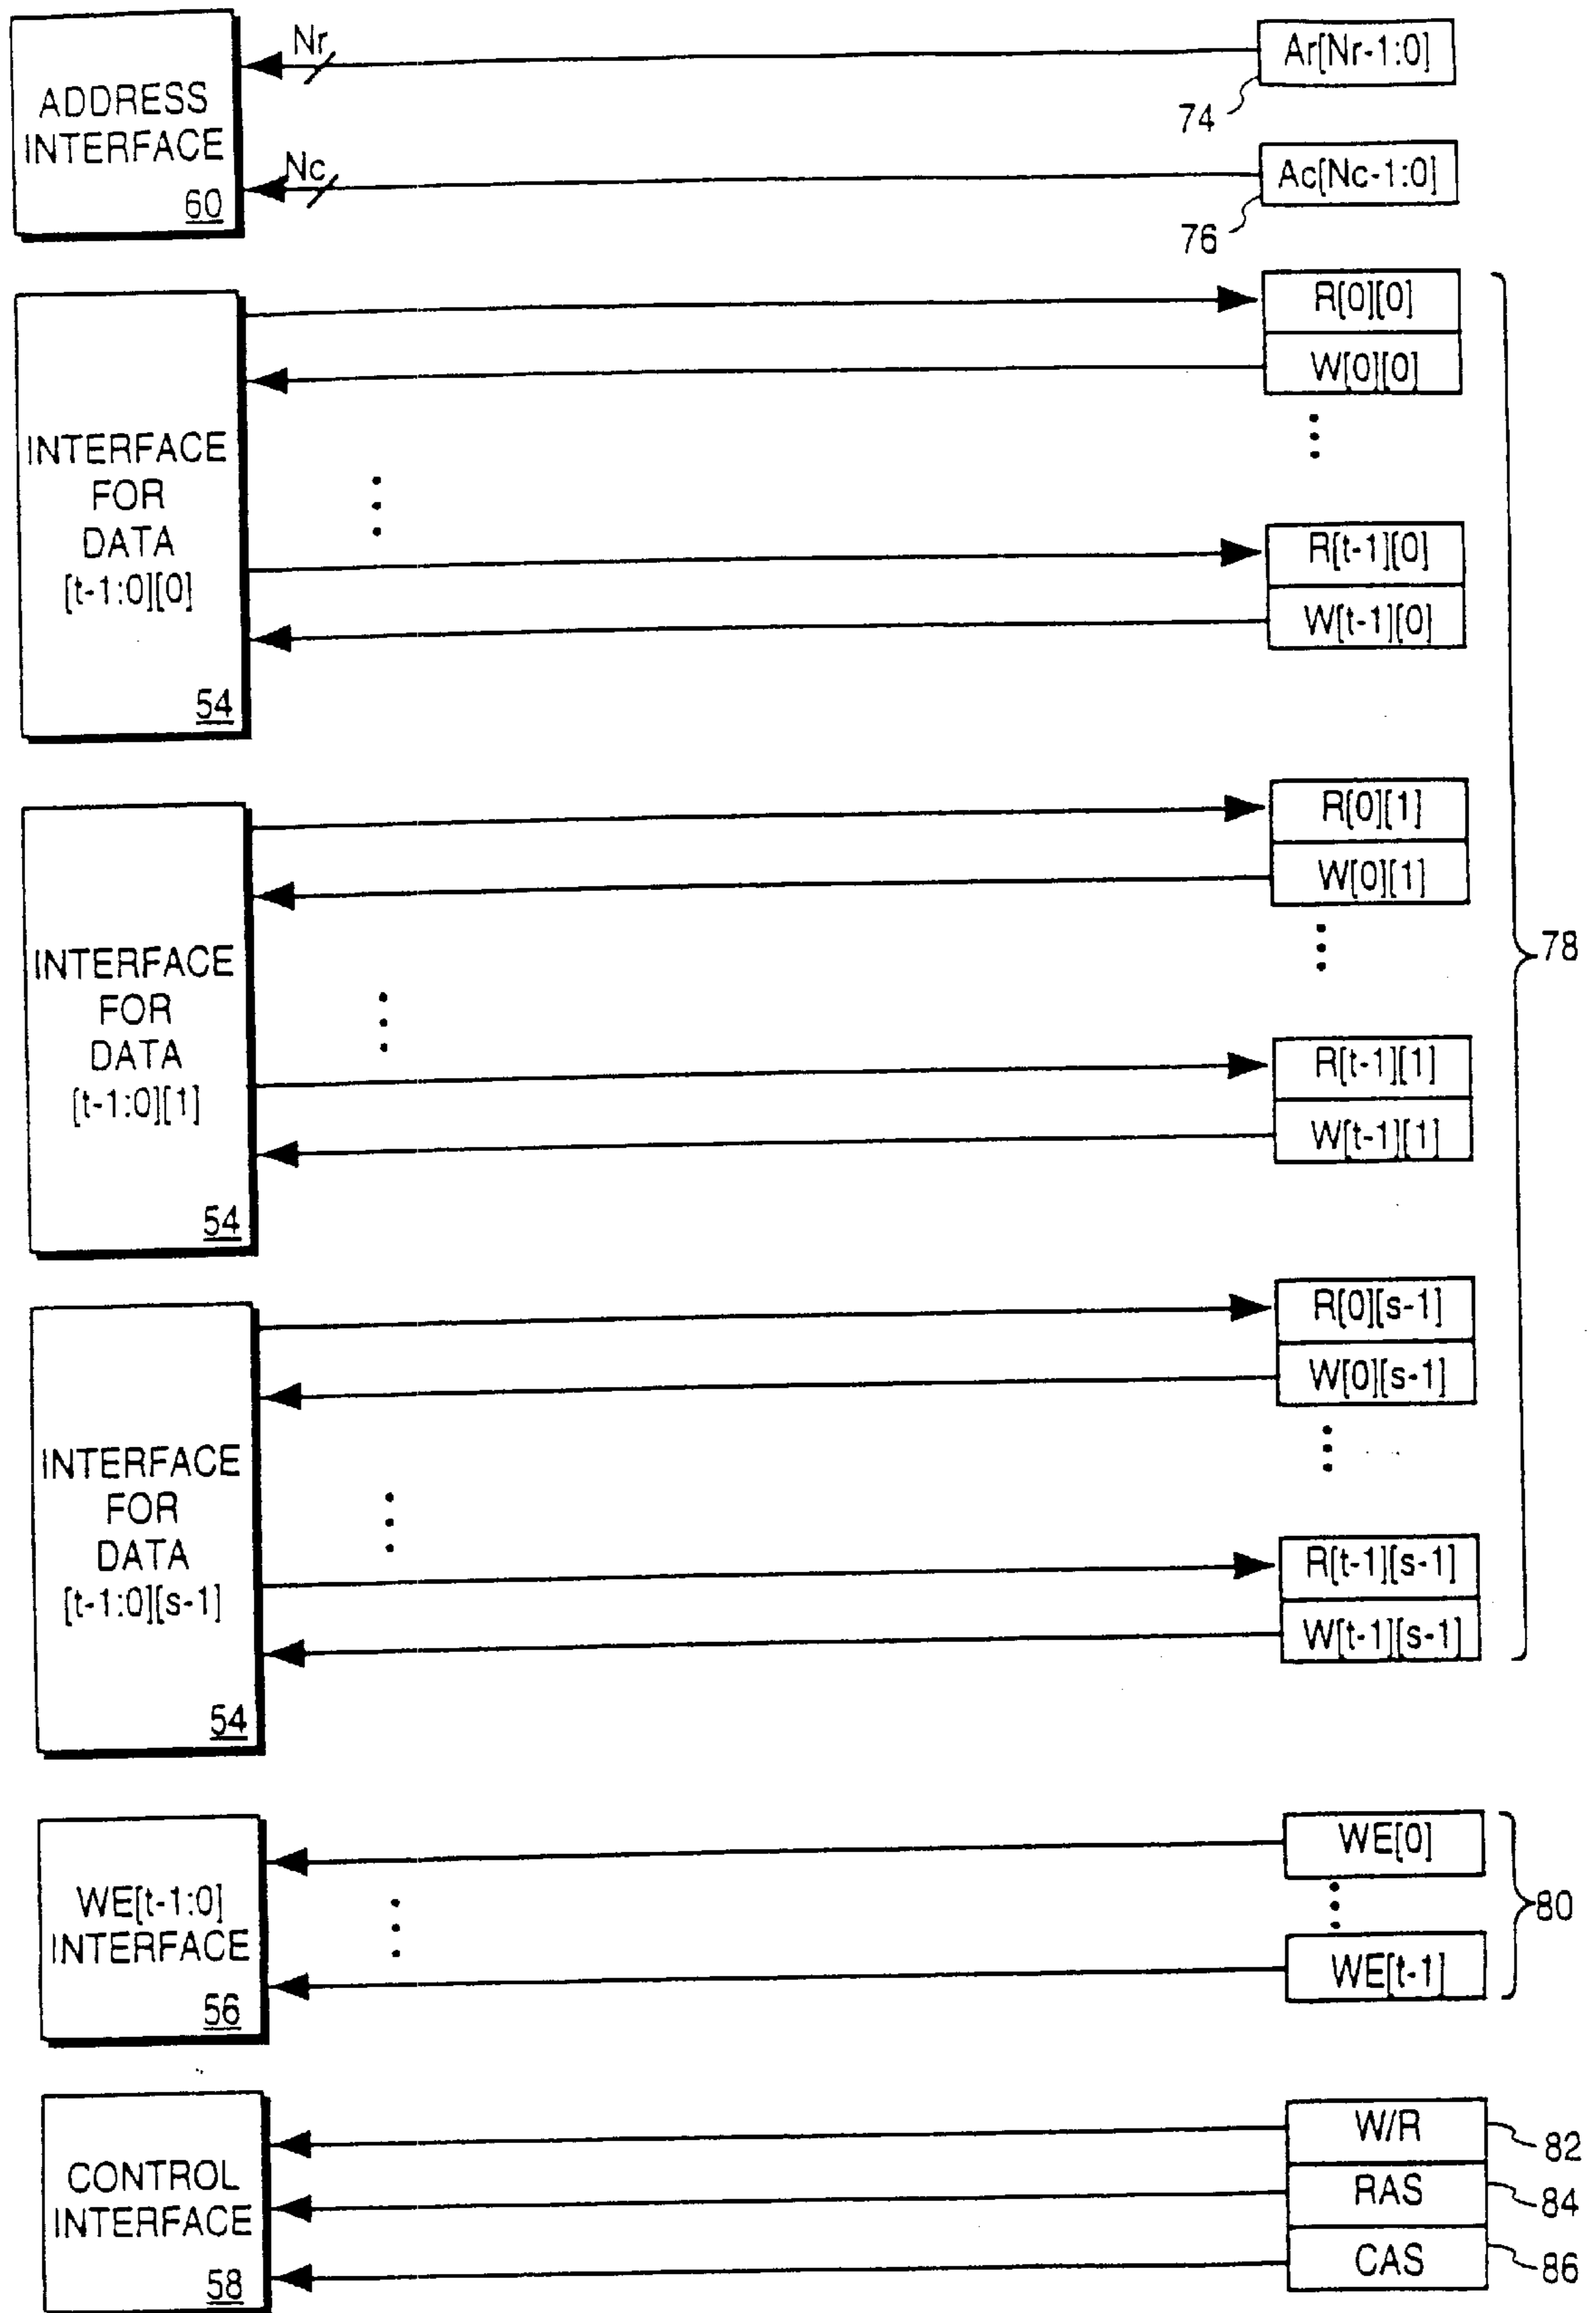 ADDRESS
INTERFACE
60
Nr
Ar[Nr-1:0]
74
Nc
Ac[Nc-1:0]
76
INTERFACE
FOR
DATA
[t-1:0][0]
54
R[0][0]
W[0][0]
R[t-1][0]
W[t-1][0]
INTERFACE
FOR
DATA
[t-1:0][1]
54
R[0][1]
W[0][1]
R[t-1][1]
W[t-1][1]
78
INTERFACE
FOR
DATA
[t-1:0][s-1]
54
R[0][s-1]
W[0][s-1]
R[t-1][s-1]
W[t-1][s-1]
WE[t-1:0]
INTERFACE
56
WE[0]
WE[t-1]
80
CONTROL
INTERFACE
58
W/R
82
RAS
84
CAS
86